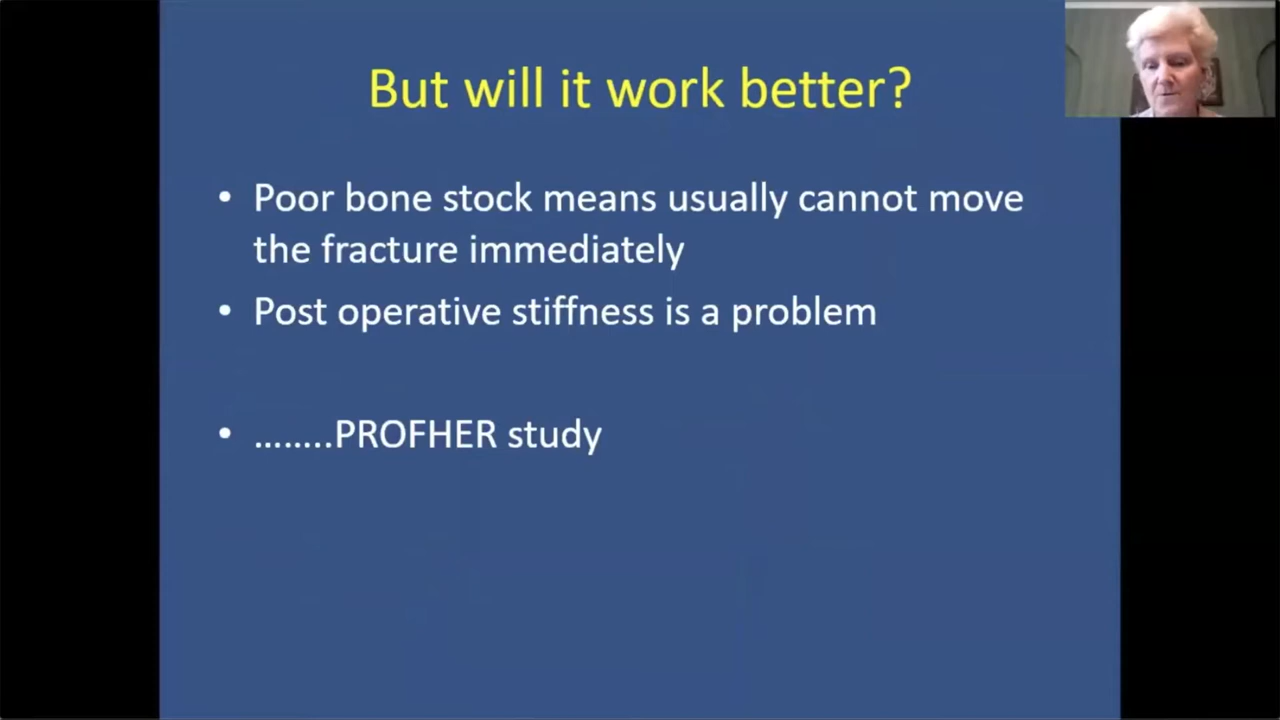 But will it work better?
• Poor bone stock means usually cannot move
the fracture immediately
• Post operative stiffness is a problem
• ........PROFHER study